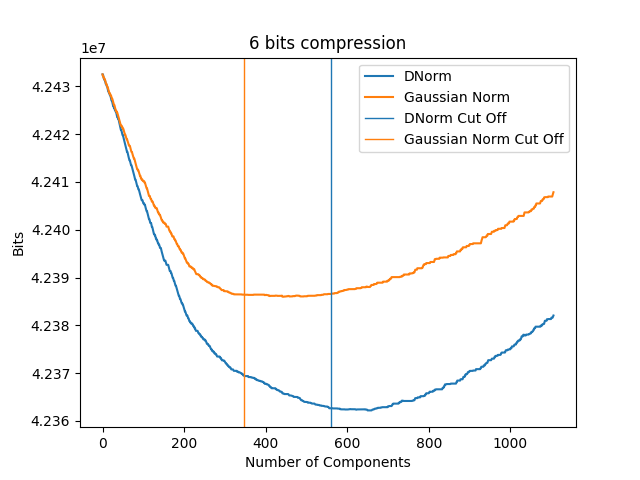 6 bits compression
1e7
DNorm
Gaussian Norm
DNorm Cut Off
Gaussian Norm Cut Off
4.243
4.242
4.241
4.240
4.239
4.238
4.237
4.236
Bits
0 200 400 600 800 1000
Number of Components